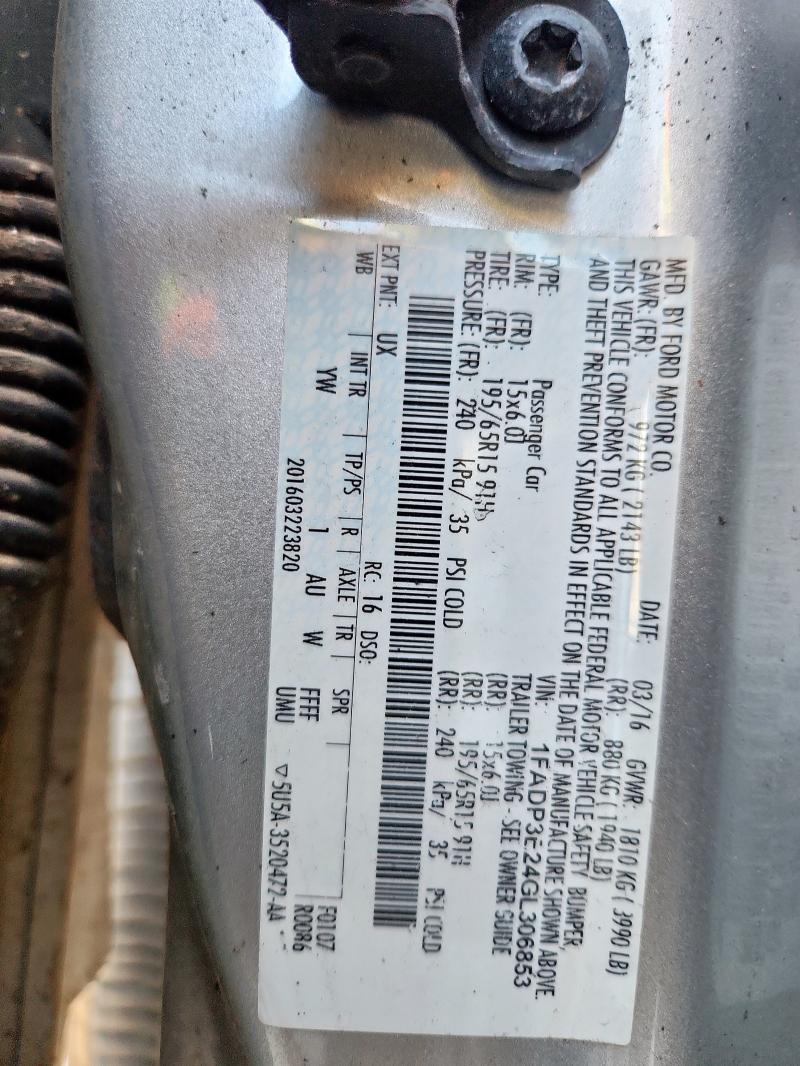 MFD. BY FORD MOTOR CO. DATE: 03/16 GVWR: 1810 KG ( 3990 LB)
GAWR: (FR): 972 KG ( 2143 LB) (RR): 880 KG ( 1940 LB)
THIS VEHICLE CONFORMS TO ALL APPLICABLE FEDERAL MOTOR VEHICLE SAFETY, BUMPER,
AND THEFT PREVENTION STANDARDS IN EFFECT ON THE DATE OF MANUFACTURE SHOWN ABOVE.
VIN: 1FADP3E24GL306853
TYPE: Passenger Car TRAILER TOWING - SEE OWNER GUIDE
RIM: (FR): 15x6.0J (RR): 15x6.0J
TIRE: (FR): 195/65R15 91H (RR): 195/65R15 91H
PRESSURE: (FR): 240 kPa/ 35 PSI COLD (RR): 240 kPa/ 35 PSI COLD
EXT PNT: UX RC: 16 DSO:
WB | INT TR | TP/PS | R | AXLE | TR | SPR | F0107
YW 1 AU W FFFF R0086
201603223820 UMU ▽5U5A-3520472-AA